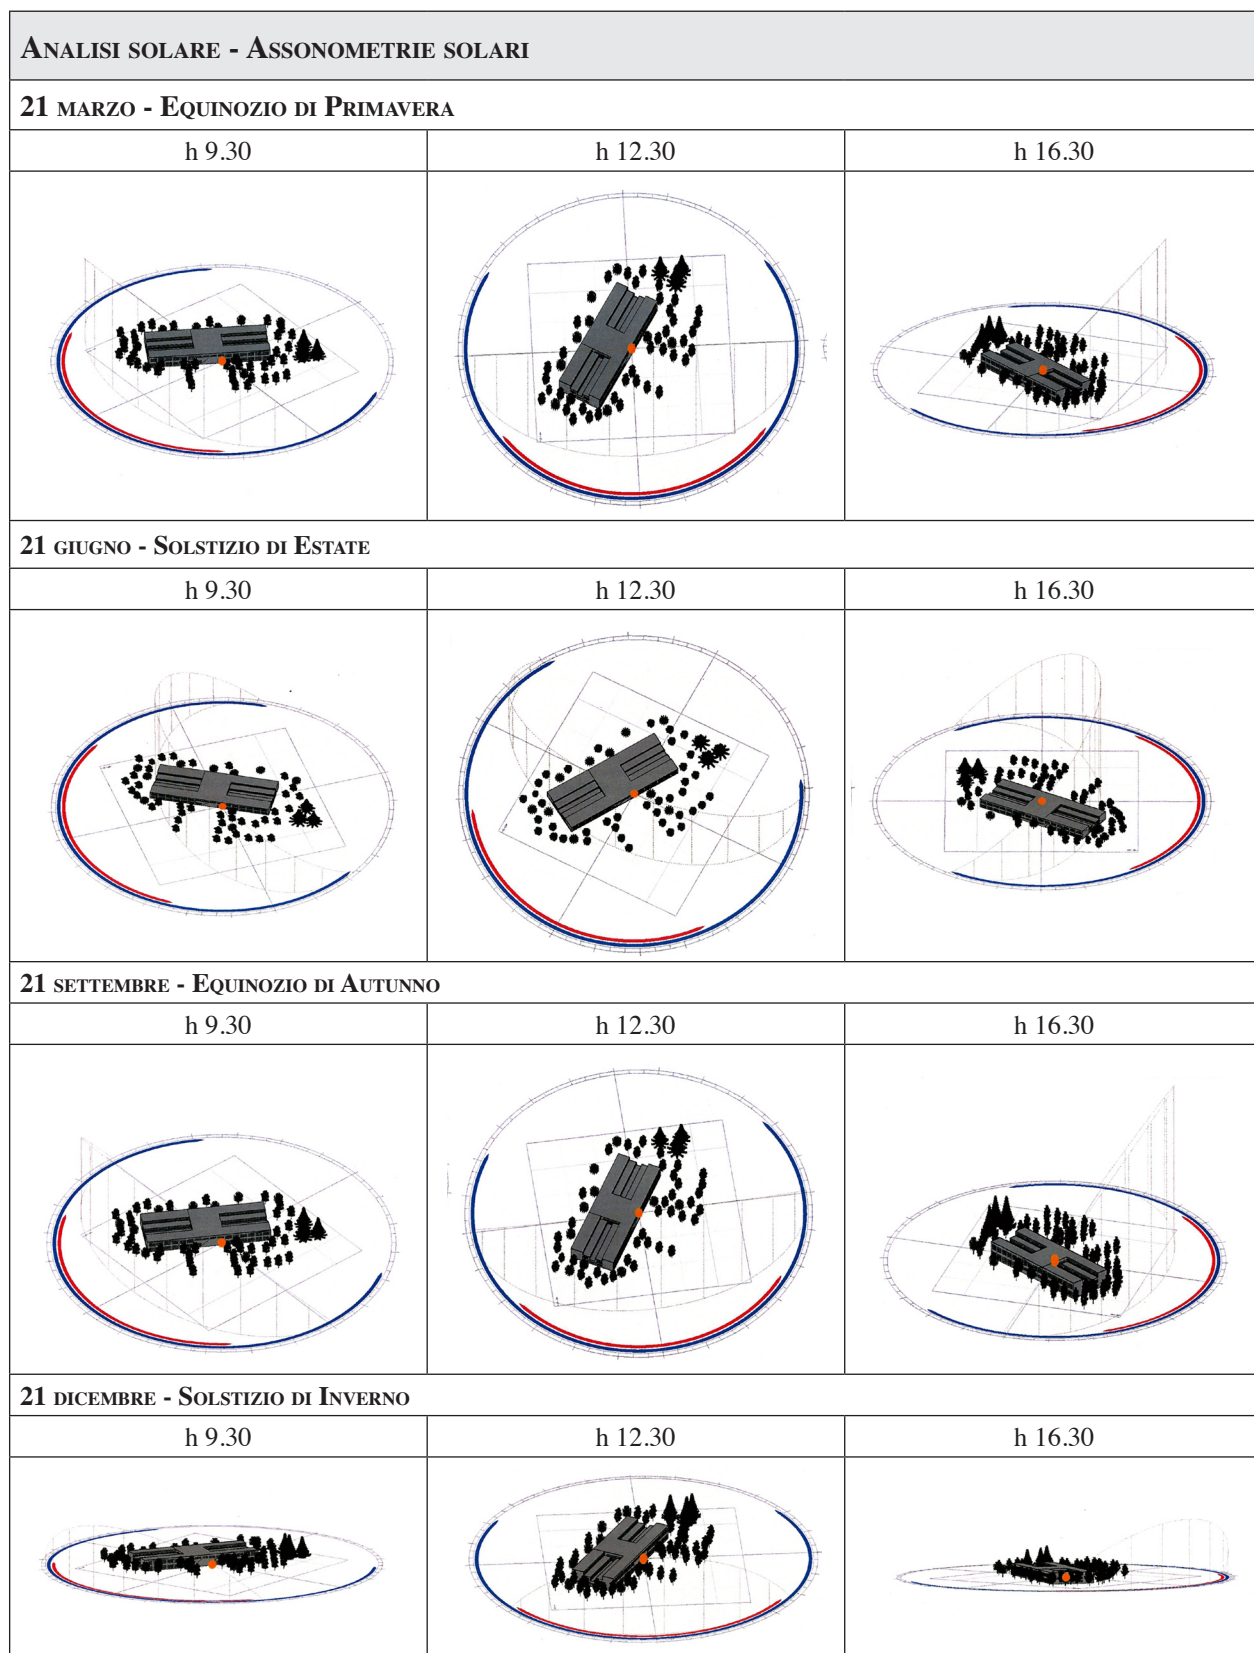 Analisi solare - Assonometrie solari
21 marzo - Equinozio di Primavera
h 9.30 h 12.30 h 16.30
21 giugno - Solstizio di Estate
h 9.30 h 12.30 h 16.30
21 settembre - Equinozio di Autunno
h 9.30 h 12.30 h 16.30
21 dicembre - Solstizio di Inverno
h 9.30 h 12.30 h 16.30